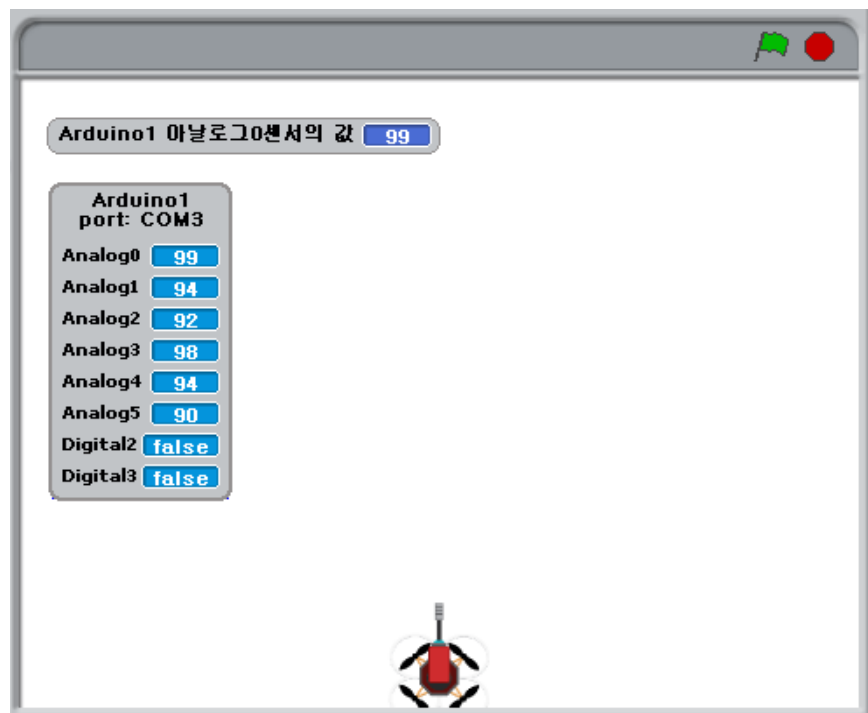 Arduino1 아날로그0센서의 값 99
Arduino1
port: COM3
Analog0 99
Analog1 94
Analog2 92
Analog3 98
Analog4 94
Analog5 90
Digital2 false
Digital3 false